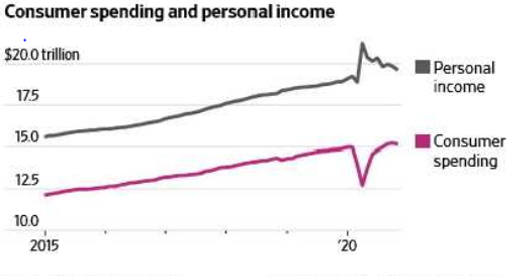 Consumer spending and personal income
$20.0 trillion
17.5
15.0
12.5
10.0
2015
'20
Personal
income
Consumer
spending